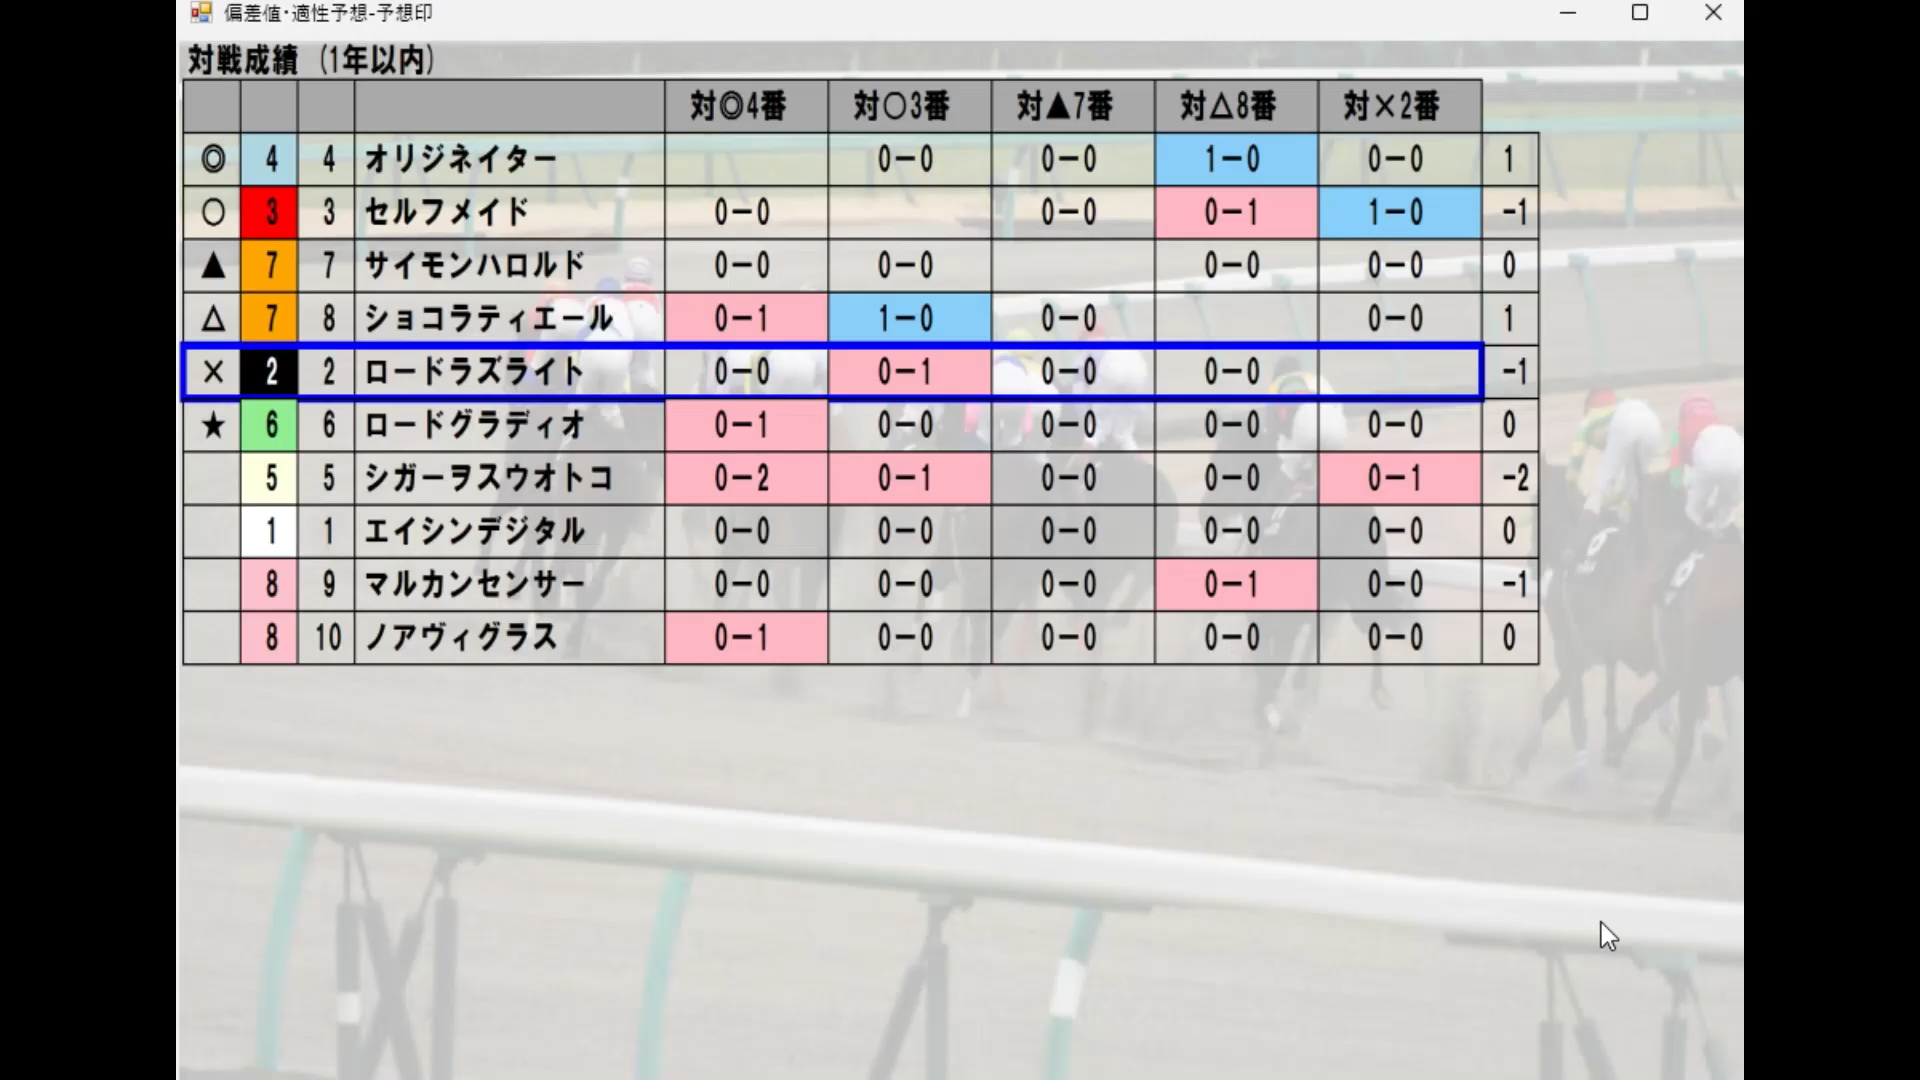 偏差値・適性予想-予想印
対戦成績 (1年以内)
対◎4番 対○3番 対▲7番 対△8番 対×2番
◎ 4 4 オリジネイター 0－0 0－0 1－0 0－0 1
○ 3 3 セルフメイド 0－0 0－0 0－1 1－0 -1
▲ 7 7 サイモンハロルド 0－0 0－0 0－0 0－0 0
△ 7 8 ショコラティエール 0－1 1－0 0－0 0－0 1
× 2 2 ロードラズライト 0－0 0－1 0－0 0－0 -1
★ 6 6 ロードグラディオ 0－1 0－0 0－0 0－0 0－0 0
5 5 シガーヲスウオトコ 0－2 0－1 0－0 0－0 0－1 -2
1 1 エイシンデジタル 0－0 0－0 0－0 0－0 0－0 0
8 9 マルカンセンサー 0－0 0－0 0－0 0－1 0－0 -1
8 10 ノアヴィグラス 0－1 0－0 0－0 0－0 0－0 0